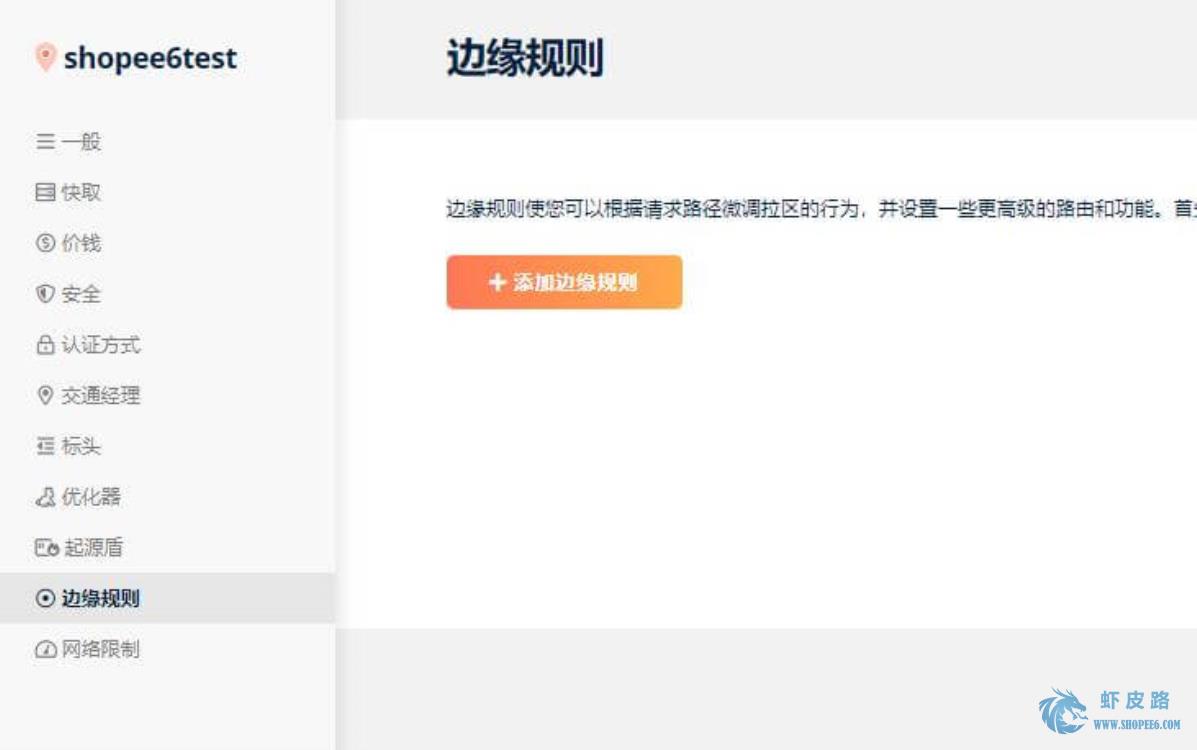 shopee6test
一般
快取
价钱
安全
认证方式
交通经理
标头
优化器
起源盾
边缘规则
网络限制
边缘规则
边缘规则使您可以根据请求路径微调拉区的行为，并设置一些更高级的路由和功能。首
添加边缘规则
虾皮路
WWW.SHOPEE6.COM